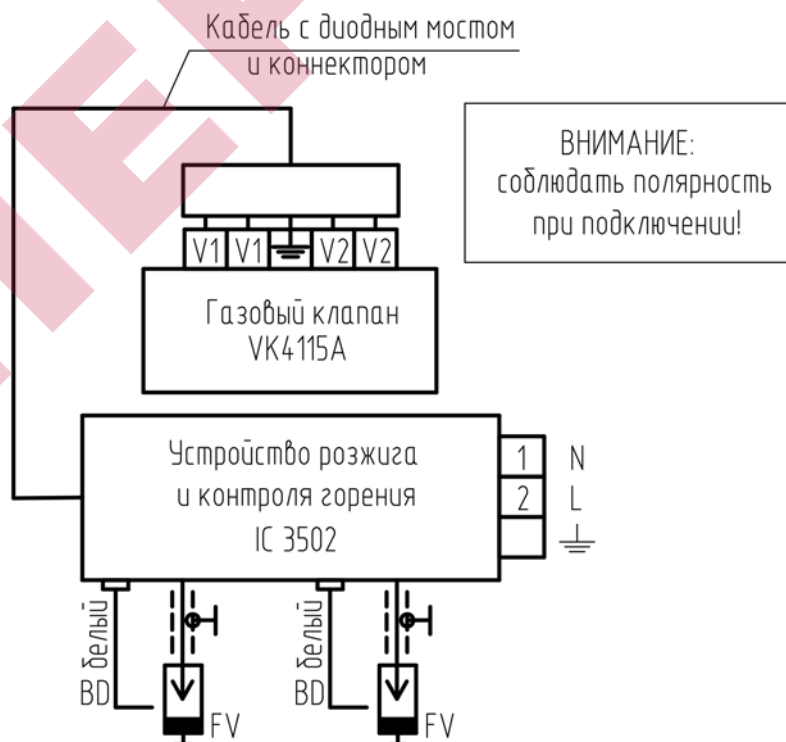 Кабель с диодным мостом
и коннектором
ВНИМАНИЕ:
соблюдать полярность
при подключении!
V1 V1 V2 V2
Газовый клапан
VK4115A
Устройство розжига
и контроля горения
IC 3502
1 N
2 L
белый
BD
FV
белый
BD
FV